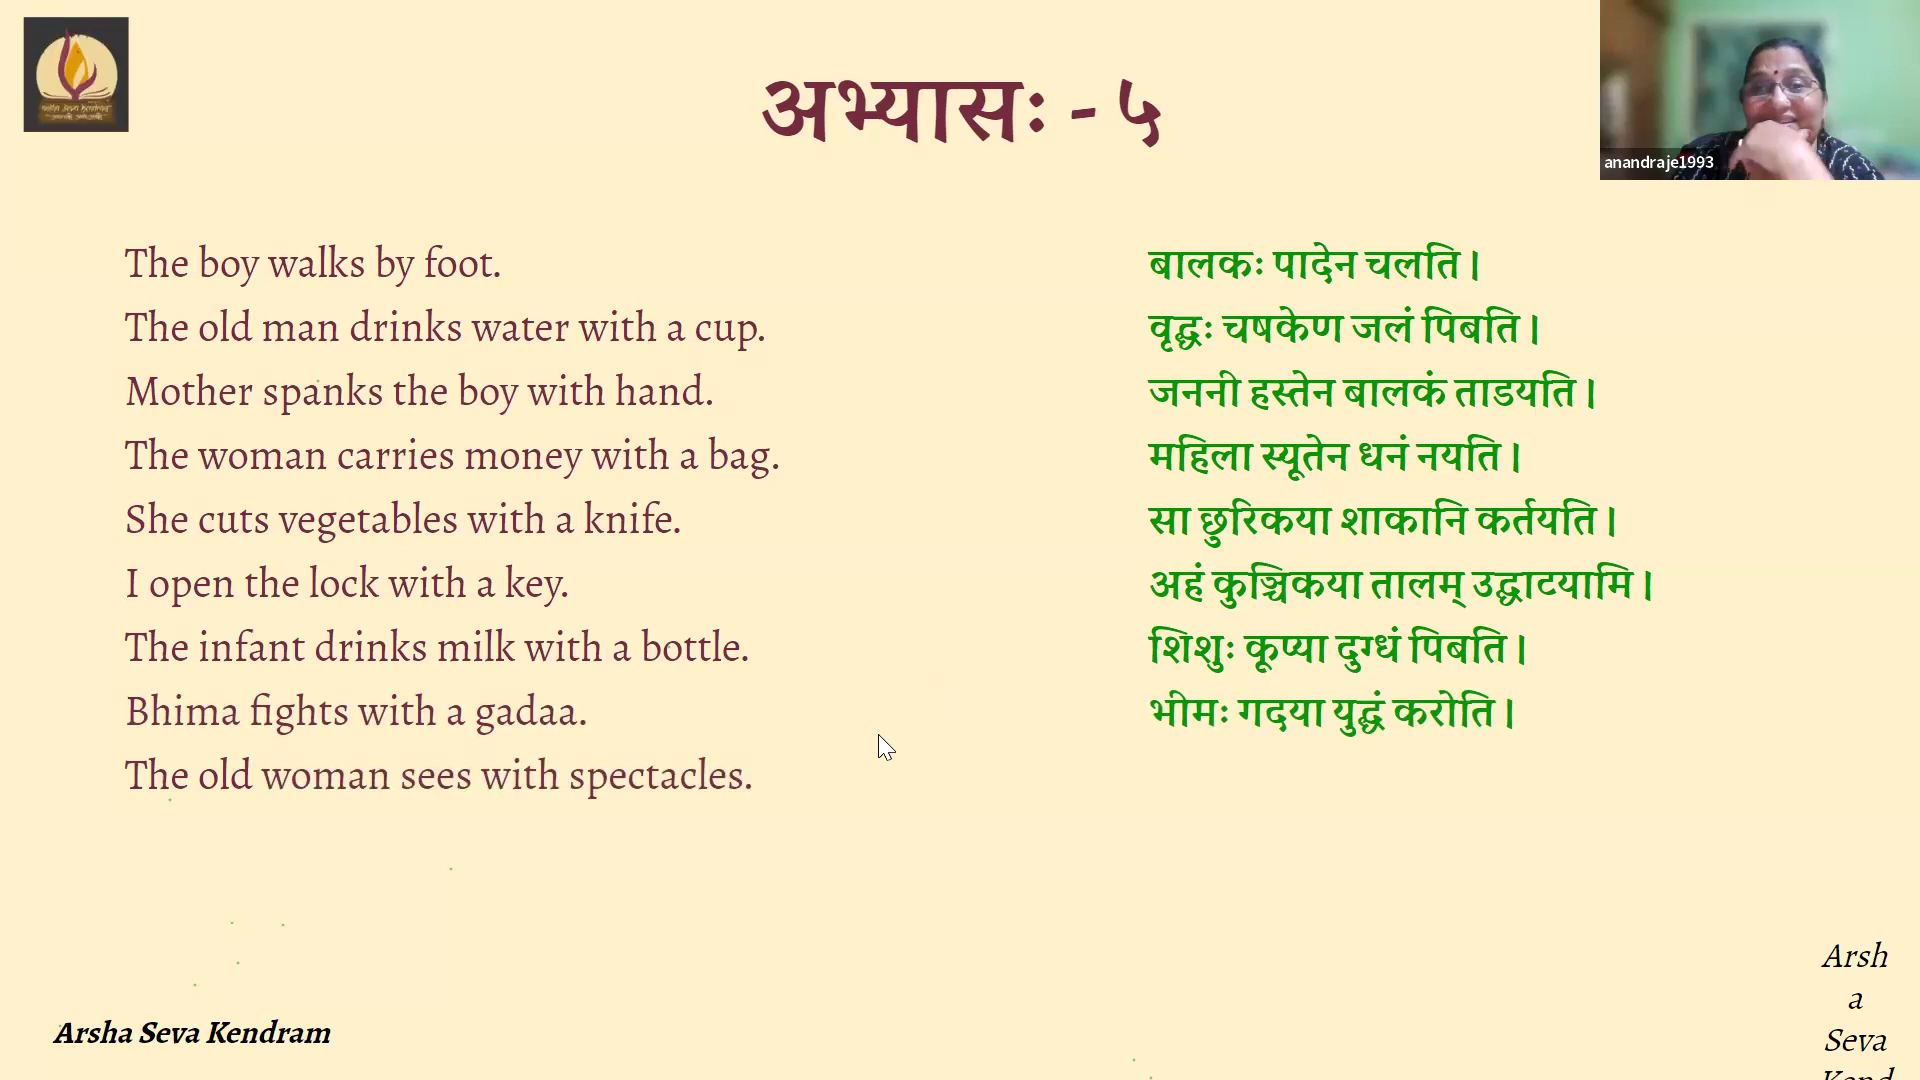 अभ्यासः - ५
anandraje1993
The boy walks by foot.
The old man drinks water with a cup.
Mother spanks the boy with hand.
The woman carries money with a bag.
She cuts vegetables with a knife.
I open the lock with a key.
The infant drinks milk with a bottle.
Bhima fights with a gadaa.
The old woman sees with spectacles.
बालकः पादेन चलति।
वृद्धः चषकेण जलं पिबति।
जननी हस्तेन बालकं ताडयति।
महिला स्यूतेन धनं नयति।
सा छुरिकया शाकानि कर्तयति।
अहं कुञ्चिकया तालम् उद्घाटयामि।
शिशुः कूप्या दुग्धं पिबति।
भीमः गदया युद्धं करोति।
Arsha Seva Kendram
Arsh
a
Seva